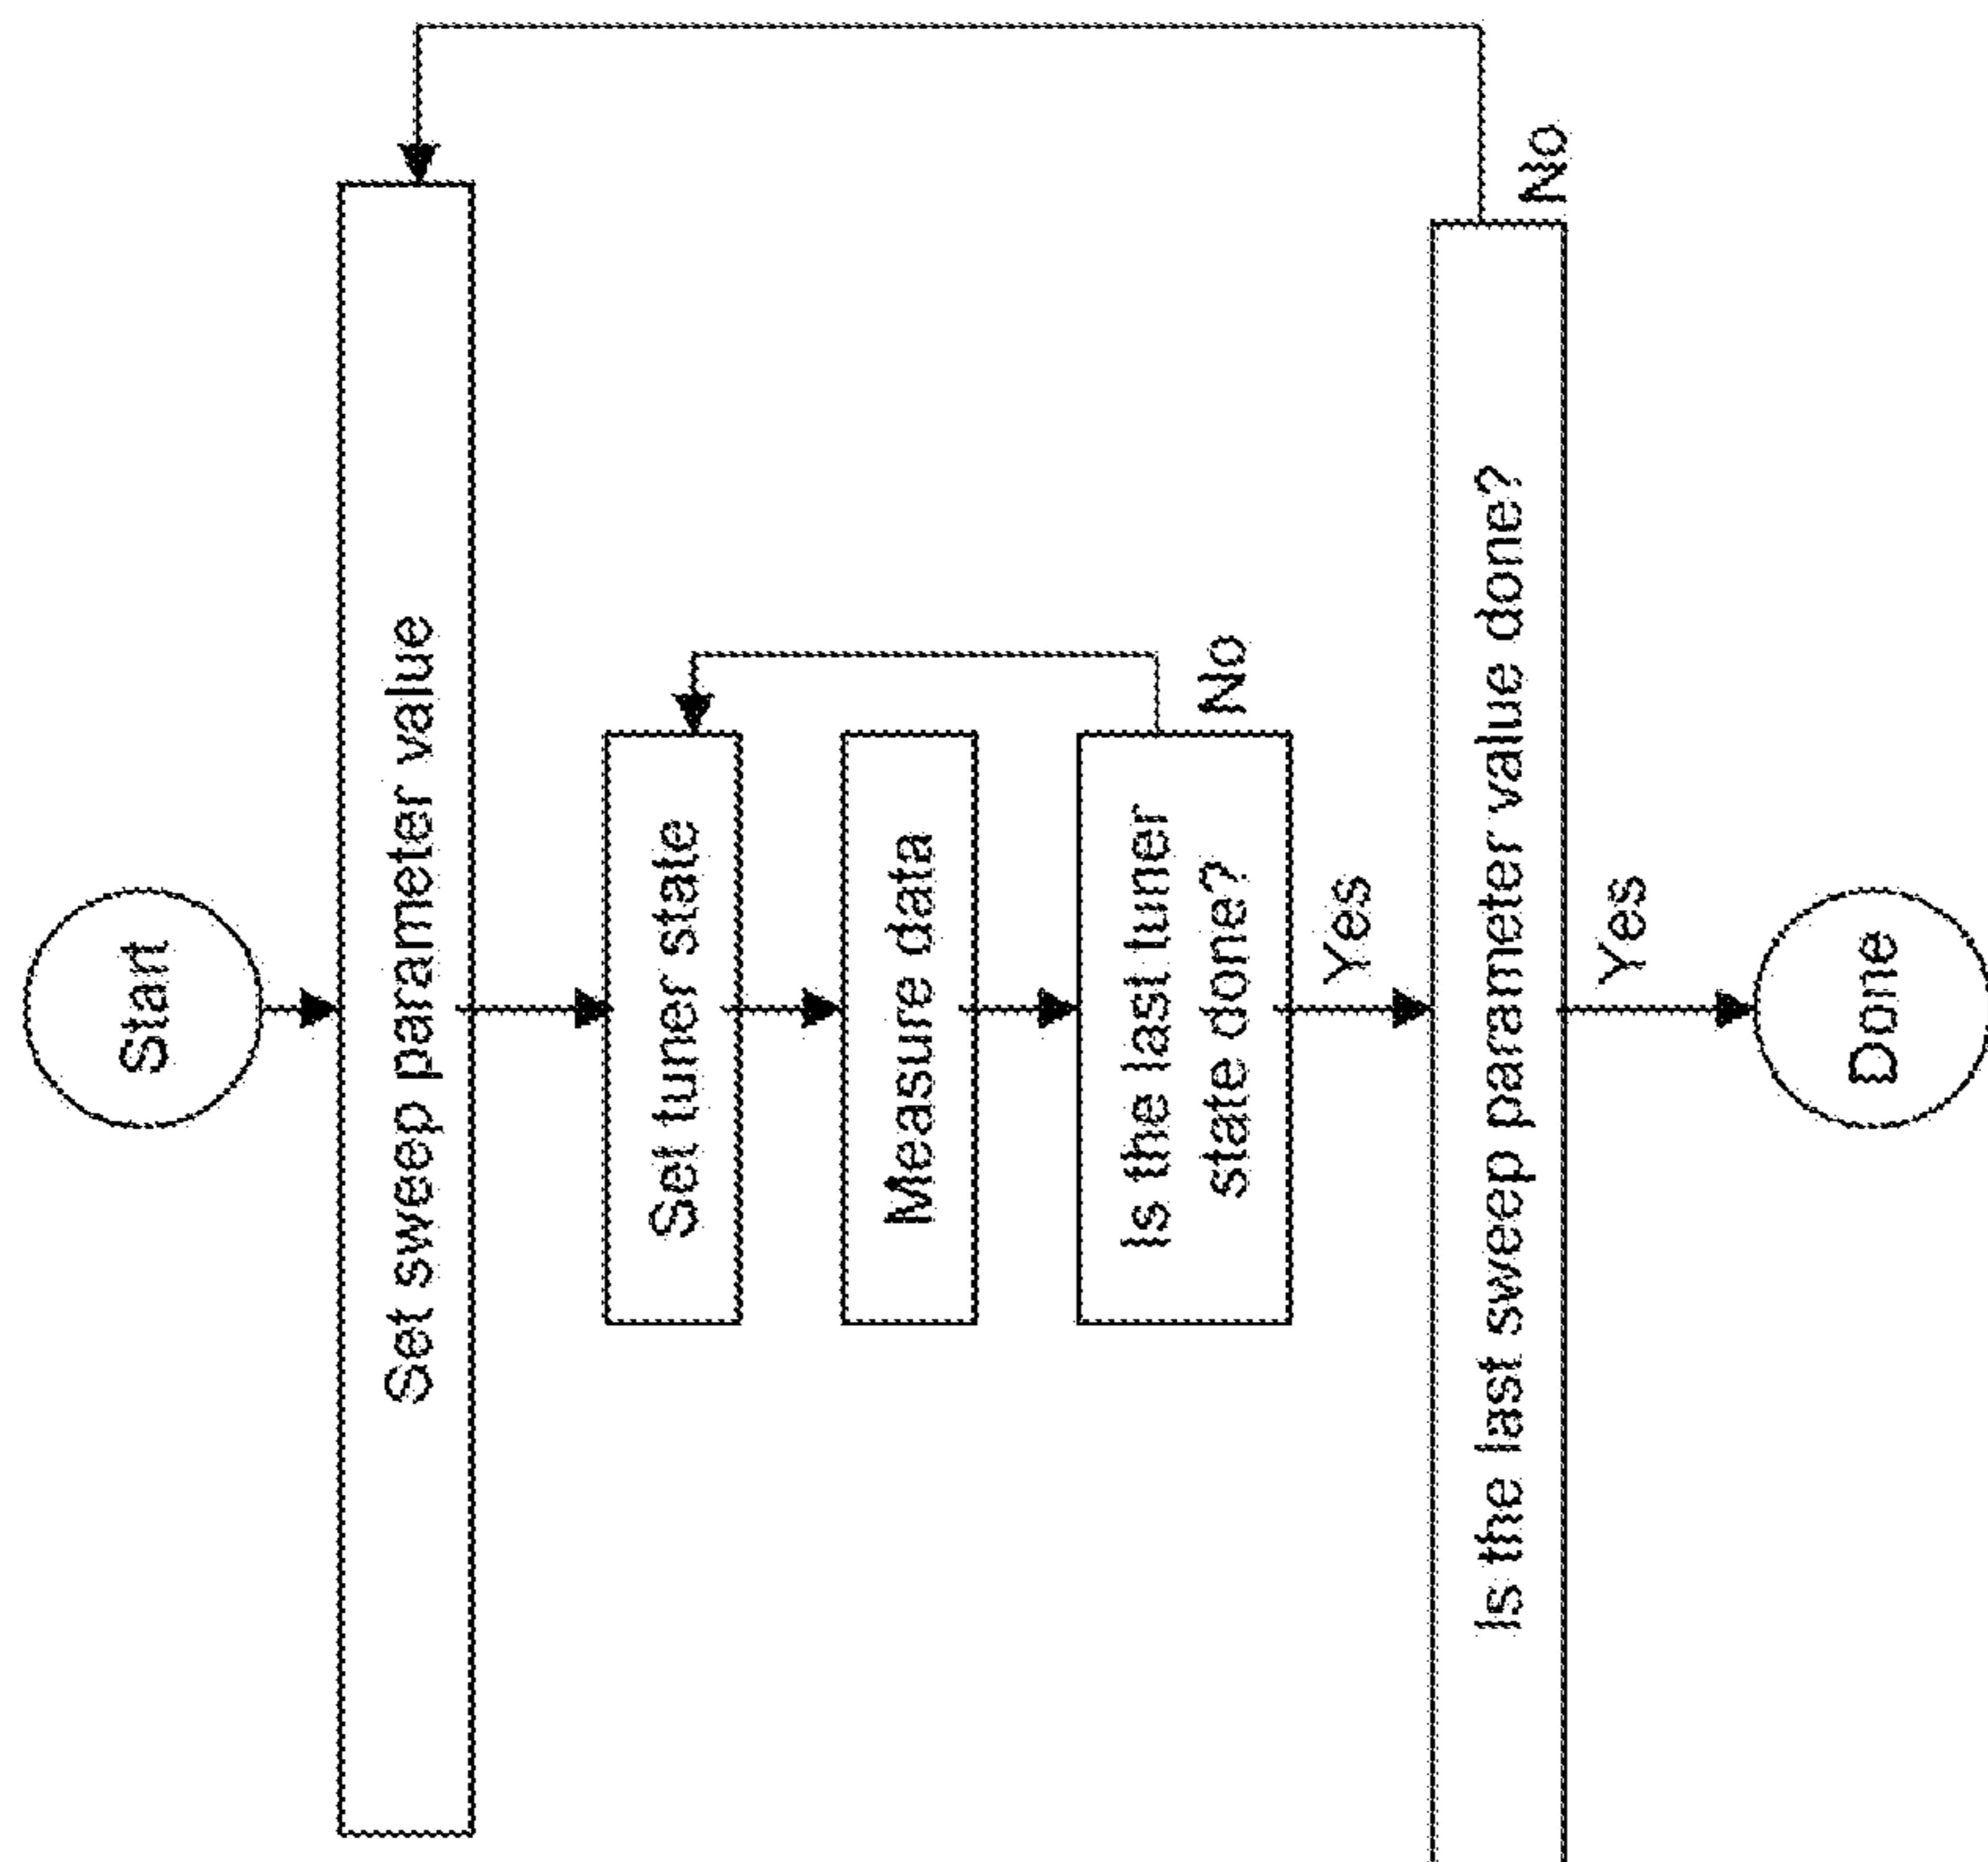 Start
Set sweep parameter value
Set tuner state
Measure data
Is the last tuner
state done?
No
Yes
Is the last sweep parameter value done?
No
Yes
Done